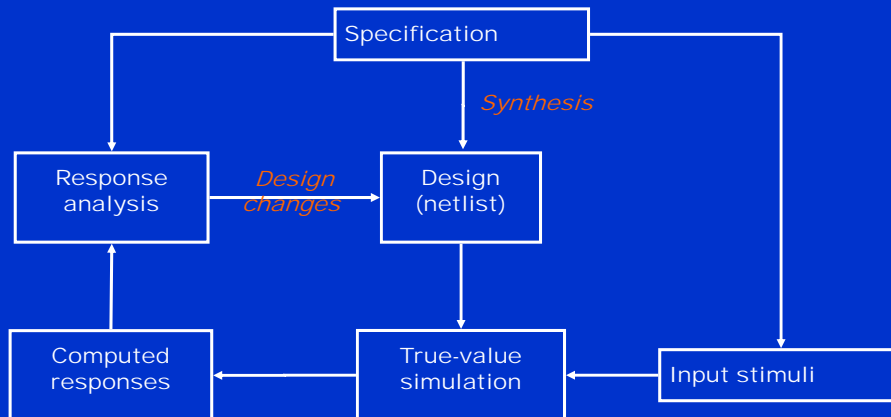 Specification
Synthesis
Response
analysis
Design
changes
Design
(netlist)
Computed
responses
True-value
simulation
Input stimuli